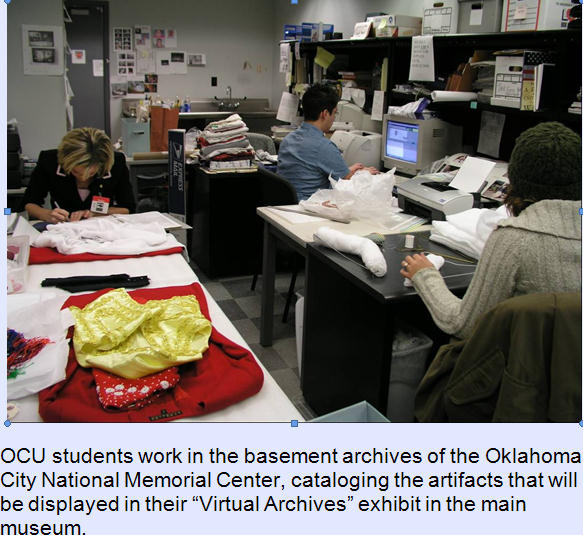 OCU students work in the basement archives of the Oklahoma
City National Memorial Center, cataloging the artifacts that will
be displayed in their “Virtual Archives” exhibit in the main
museum.